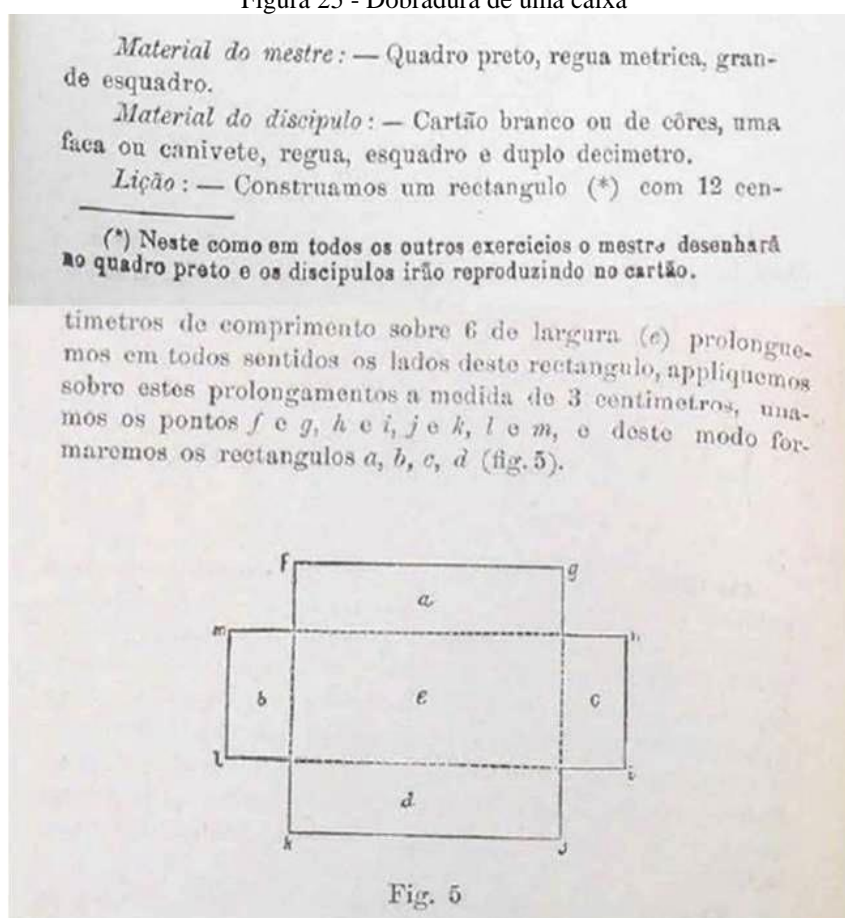 Figura 25 - Dobradura de uma caixa
Material do mestre: — Quadro preto, regua metrica, gran-
de esquadro.
Material do discipulo: — Cartão branco ou de côres, uma
faca ou canivete, regua, esquadro e duplo decimetro.
Lição: — Construamos um rectangulo (*) com 12 cen-
(*) Neste como em todos os outros exercicios o mestre desenhará
no quadro preto e os discipulos irão reproduzindo no cartão.
timetros de comprimento sobre 6 de largura (e) prolongue-
mos em todos sentidos os lados deste rectangulo, appliquemos
sobre estes prolongamentos a medida de 3 centimetros, una-
mos os pontos f e g, h e i, j e k, l e m, e deste modo for-
maremos os rectangulos a, b, c, d (fig. 5).
f g
a
m h
b e c
l i
d
k j
Fig. 5